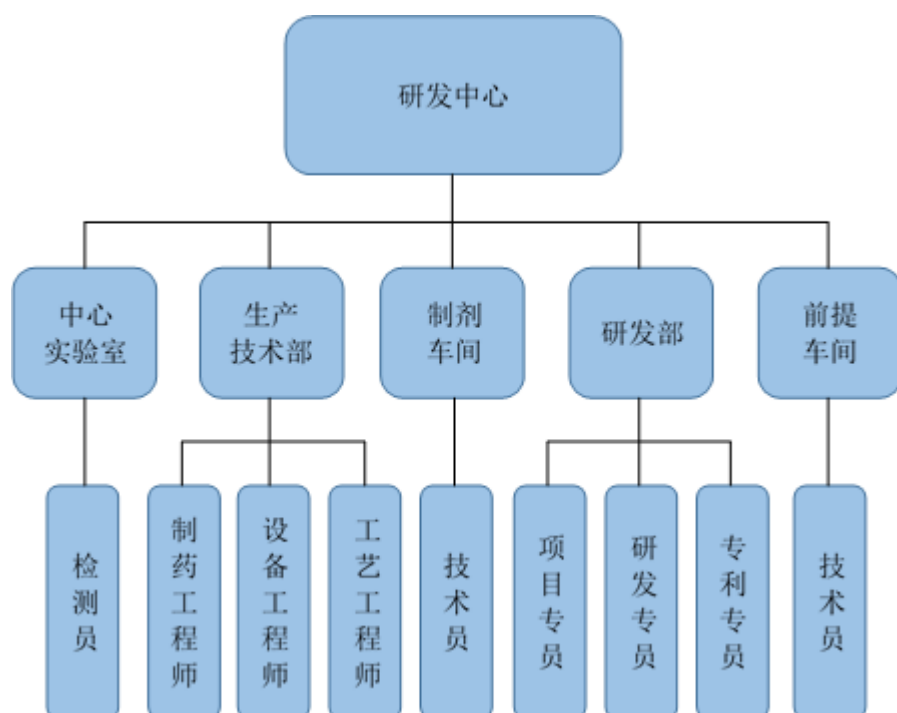 研发中心
中心
实验室
生产
技术部
制剂
车间
研发部
前提
车间
检测员
制药工程师
设备工程师
工艺工程师
技术员
项目专员
研发专员
专利专员
技术员